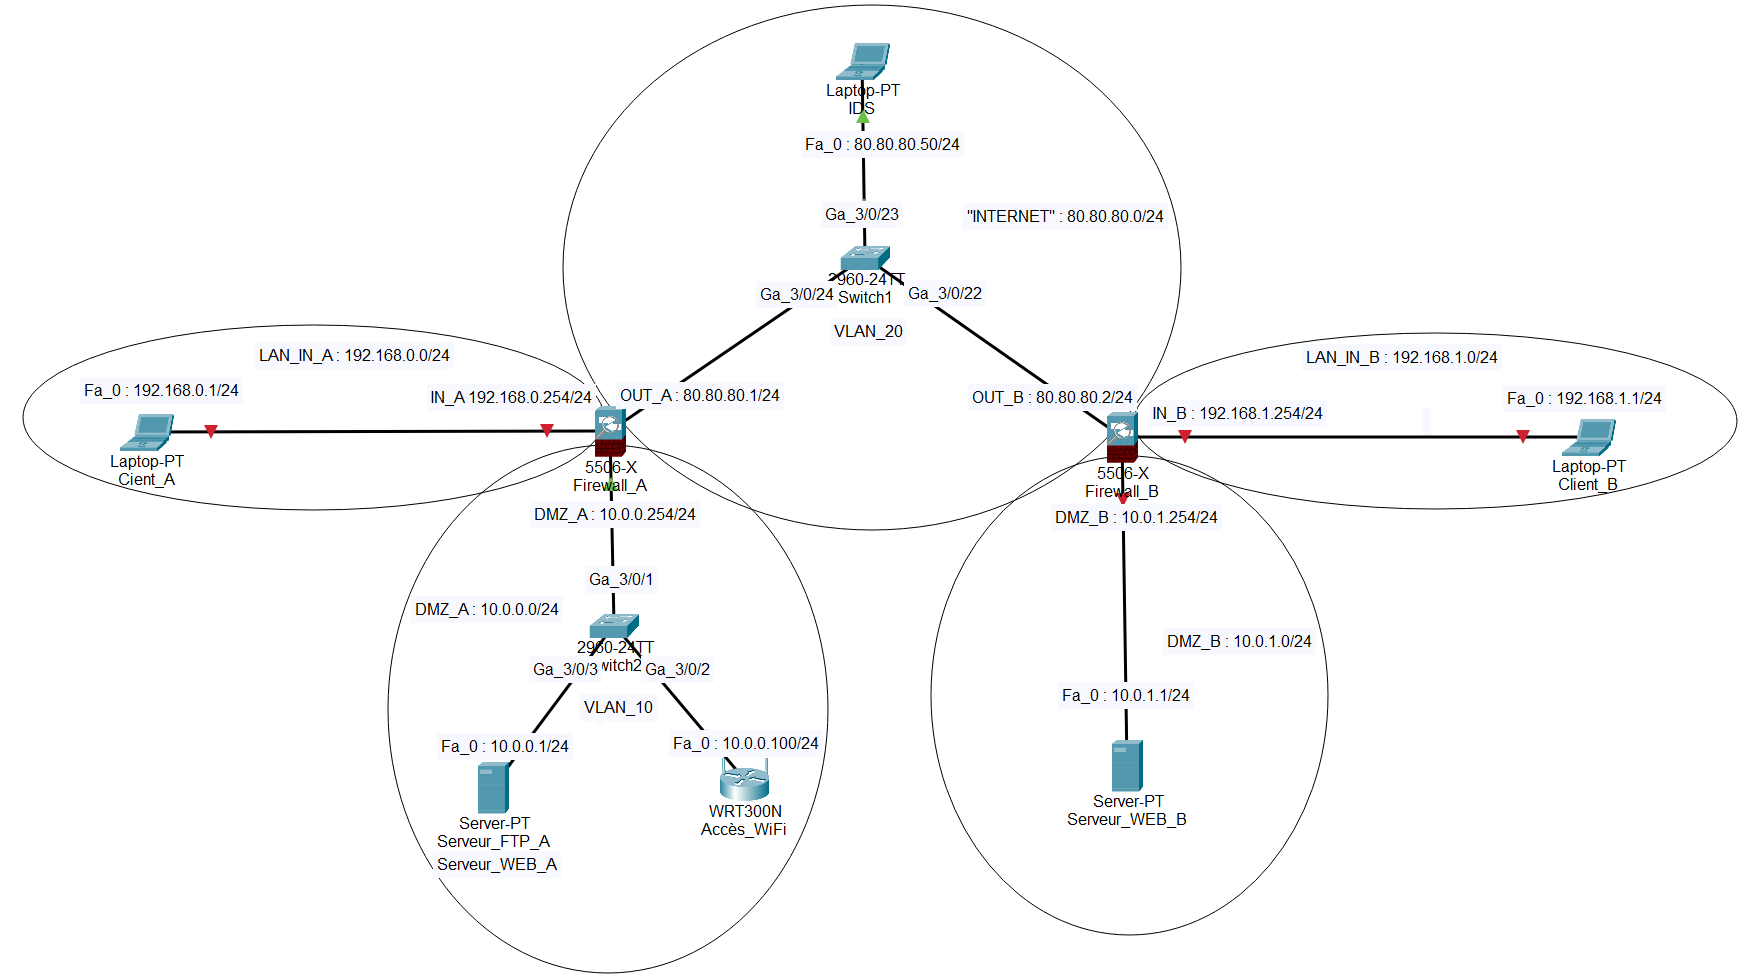 Laptop-PT
IDS
Fa_0 : 80.80.80.50/24
Ga_3/0/23
"INTERNET" : 80.80.80.0/24
2960-24TT
Switch1
Ga_3/0/24
Ga_3/0/22
VLAN_20
LAN_IN_A : 192.168.0.0/24
Fa_0 : 192.168.0.1/24
IN_A 192.168.0.254/24
OUT_A : 80.80.80.1/24
Laptop-PT
Cient_A
5506-X
Firewall_A
LAN_IN_B : 192.168.1.0/24
OUT_B : 80.80.80.2/24
IN_B : 192.168.1.254/24
Fa_0 : 192.168.1.1/24
5506-X
Firewall_B
Laptop-PT
Client_B
DMZ_A : 10.0.0.254/24
Ga_3/0/1
DMZ_A : 10.0.0.0/24
2960-24TT
witch2
Ga_3/0/3
Ga_3/0/2
VLAN_10
Fa_0 : 10.0.0.1/24
Fa_0 : 10.0.0.100/24
Server-PT
Serveur_FTP_A
Serveur_WEB_A
WRT300N
Accès_WiFi
DMZ_B : 10.0.1.254/24
DMZ_B : 10.0.1.0/24
Fa_0 : 10.0.1.1/24
Server-PT
Serveur_WEB_B